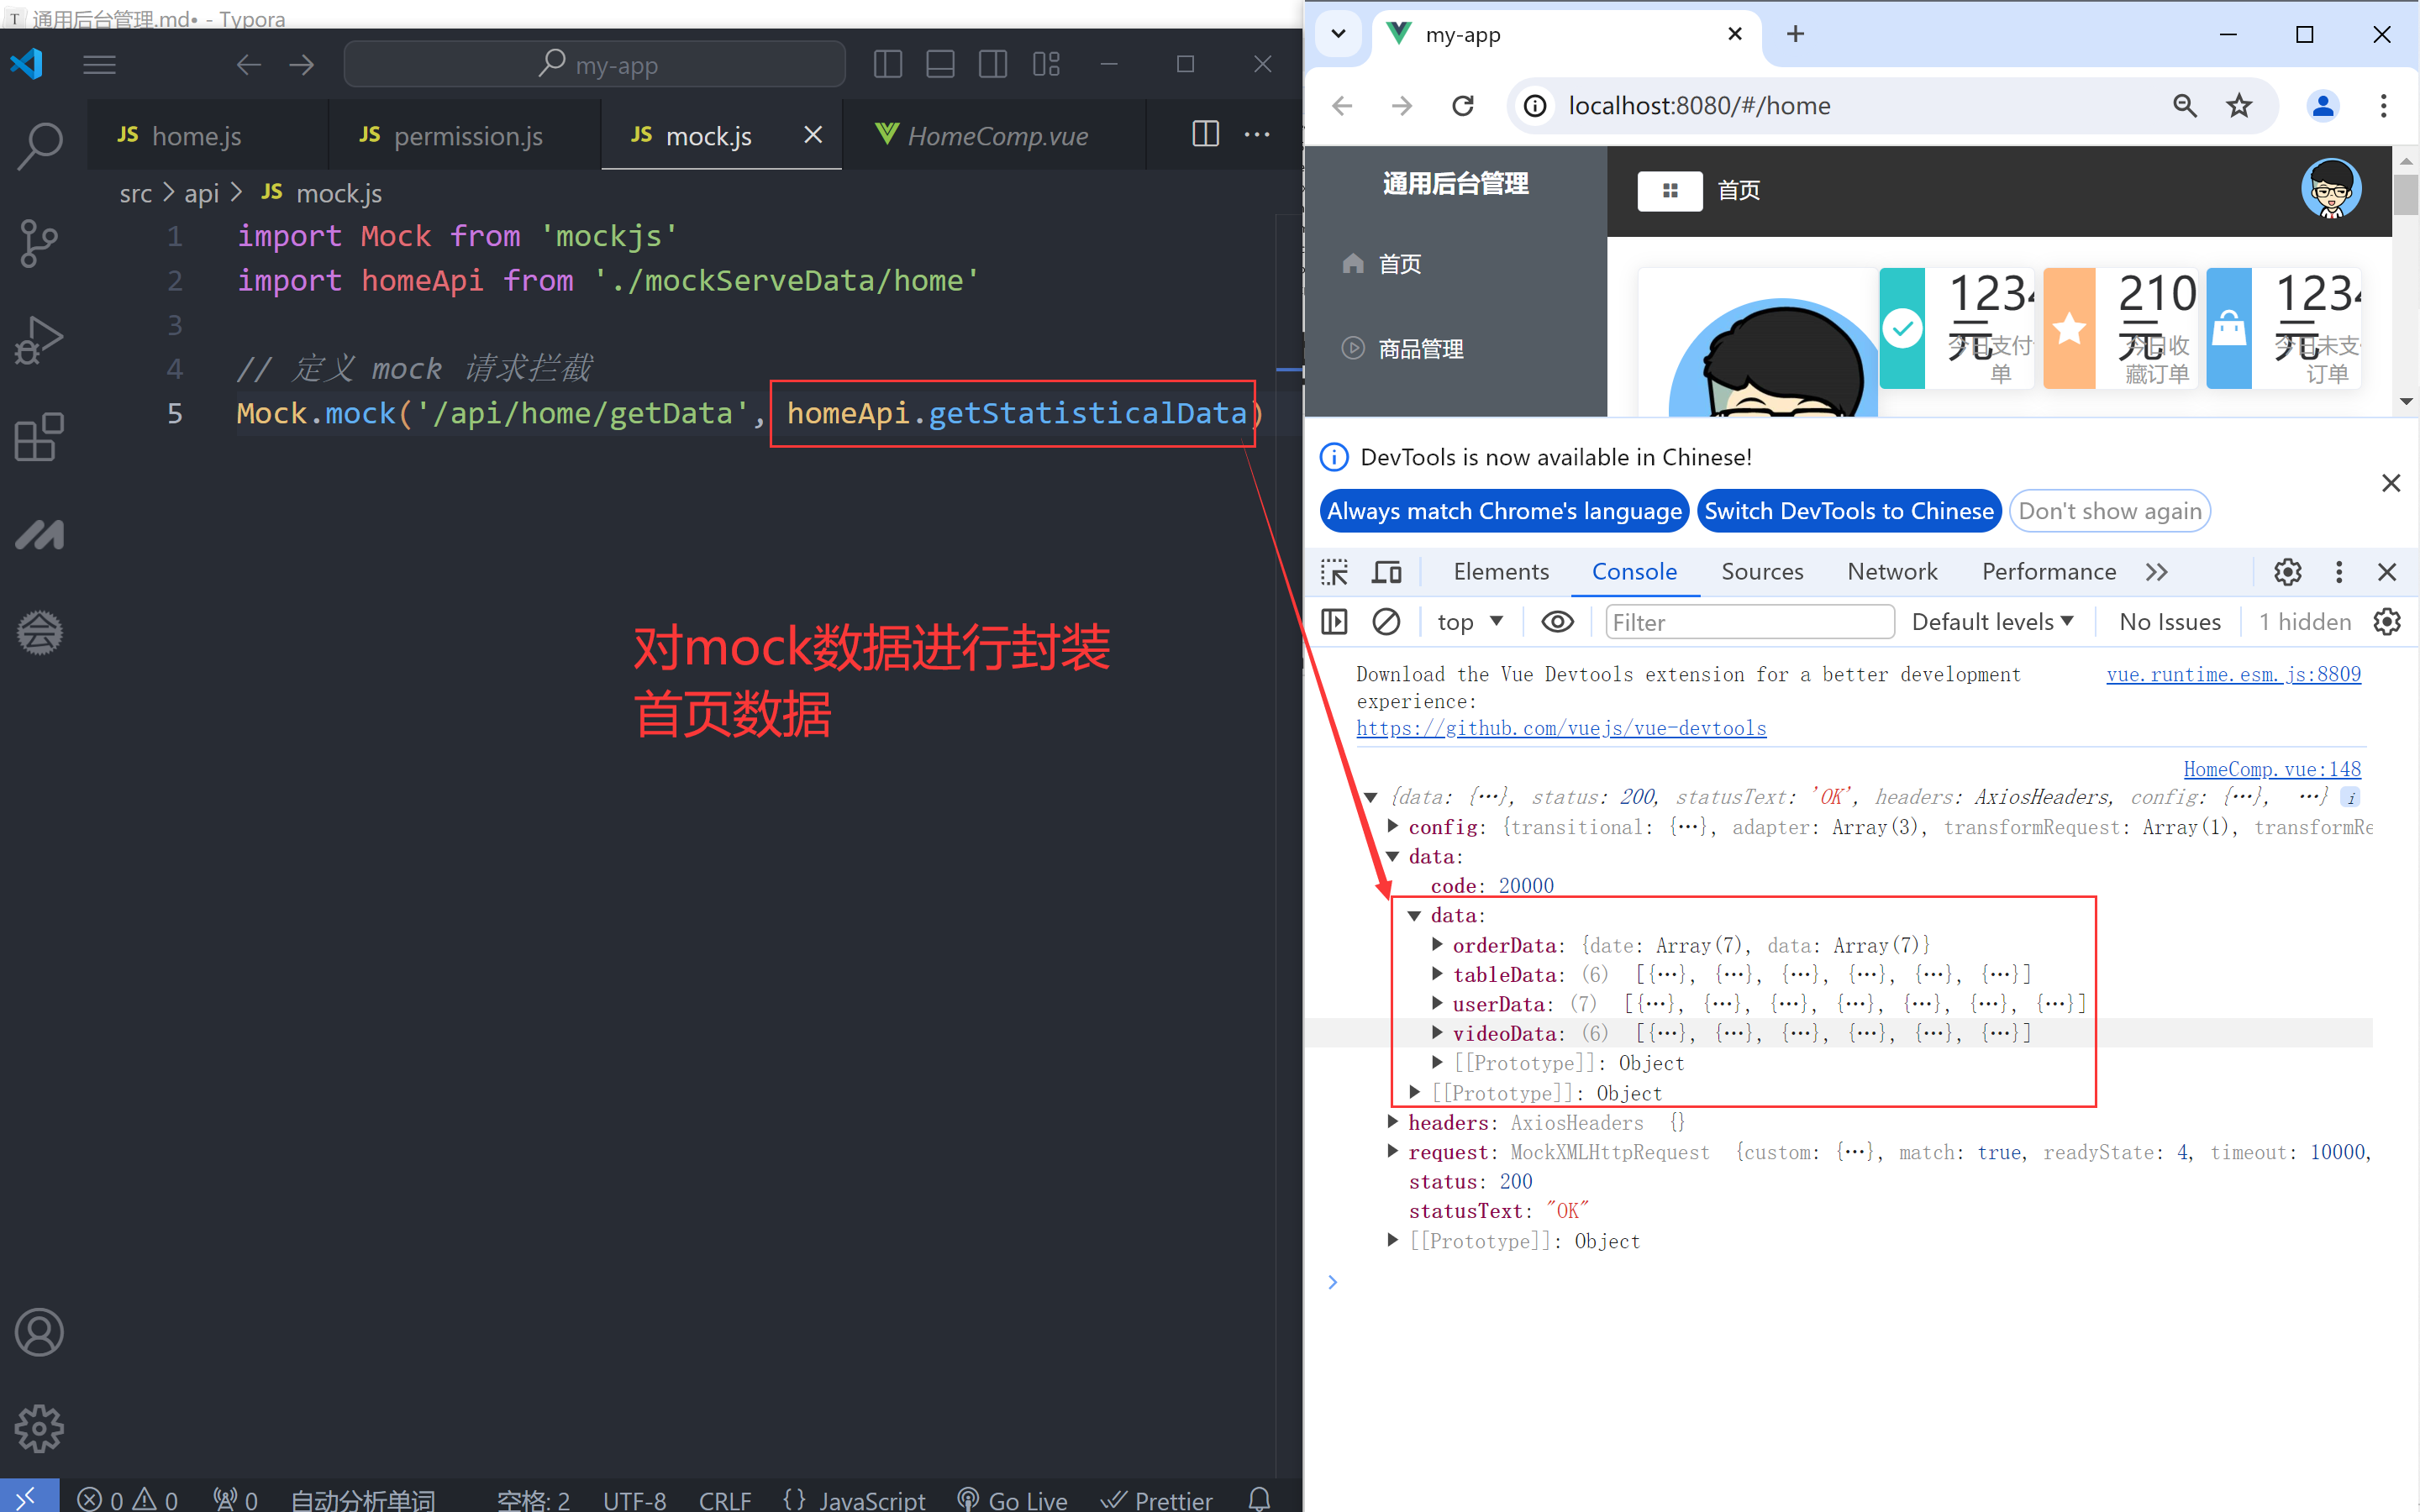 通用后台管理.md• - Typora
my-app
home.js
permission.js
mock.js
HomeComp.vue
src > api > JS mock.js
1 import Mock from 'mockjs'
2 import homeApi from './mockServeData/home'
3
4 // 定义 mock 请求拦截
5 Mock.mock('/api/home/getData', homeApi.getStatisticalData)
对mock数据进行封装
首页数据
0 0 0 自动分析单词 空格: 2 UTF-8 CRLF {} JavaScript Go Live Prettier
my-app
localhost:8080/#/home
通用后台管理
首页
首页
商品管理
1234
元
今日支付
单
210
元
今日收
藏订单
1234
元
今日未支
订单
DevTools is now available in Chinese!
Always match Chrome's language Switch DevTools to Chinese Don't show again
Elements Console Sources Network Performance
top Filter Default levels No Issues 1 hidden
Download the Vue Devtools extension for a better development vue.runtime.esm.js:8809
experience:
https://github.com/vuejs/vue-devtools
HomeComp.vue:148
{data: {…}, status: 200, statusText: 'OK', headers: AxiosHeaders, config: {…}, …}
config: {transitional: {…}, adapter: Array(3), transformRequest: Array(1), transformRe
data:
code: 20000
data:
orderData: {date: Array(7), data: Array(7)}
tableData: (6) [{…}, {…}, {…}, {…}, {…}, {…}]
userData: (7) [{…}, {…}, {…}, {…}, {…}, {…}, {…}]
videoData: (6) [{…}, {…}, {…}, {…}, {…}, {…}]
[[Prototype]]: Object
[[Prototype]]: Object
headers: AxiosHeaders {}
request: MockXMLHttpRequest {custom: {…}, match: true, readyState: 4, timeout: 10000,
status: 200
statusText: "OK"
[[Prototype]]: Object